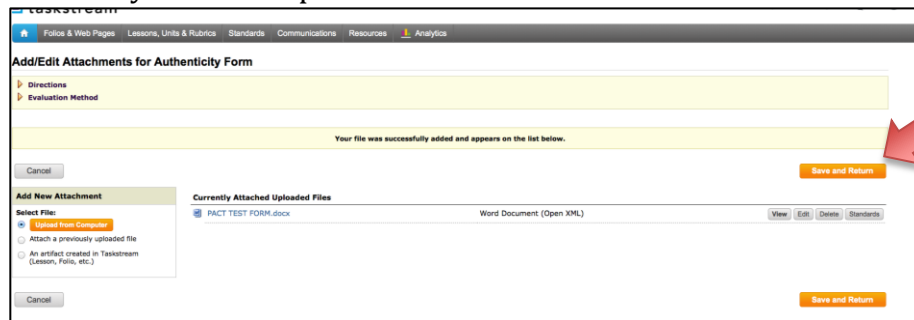 taskstream
Folios & Web Pages Lessons, Units & Rubrics Standards Communications Resources Analytics
Add/Edit Attachments for Authenticity Form
Directions
Evaluation Method
Your file was successfully added and appears on the list below.
Cancel Save and Return
Add New Attachment Currently Attached Uploaded Files
Select File: PACT TEST FORM.docx Word Document (Open XML) View Edit Delete Standards
Upload from Computer
Attach a previously uploaded file
An artifact created in Taskstream
(Lesson, Folio, etc.)
Cancel Save and Return